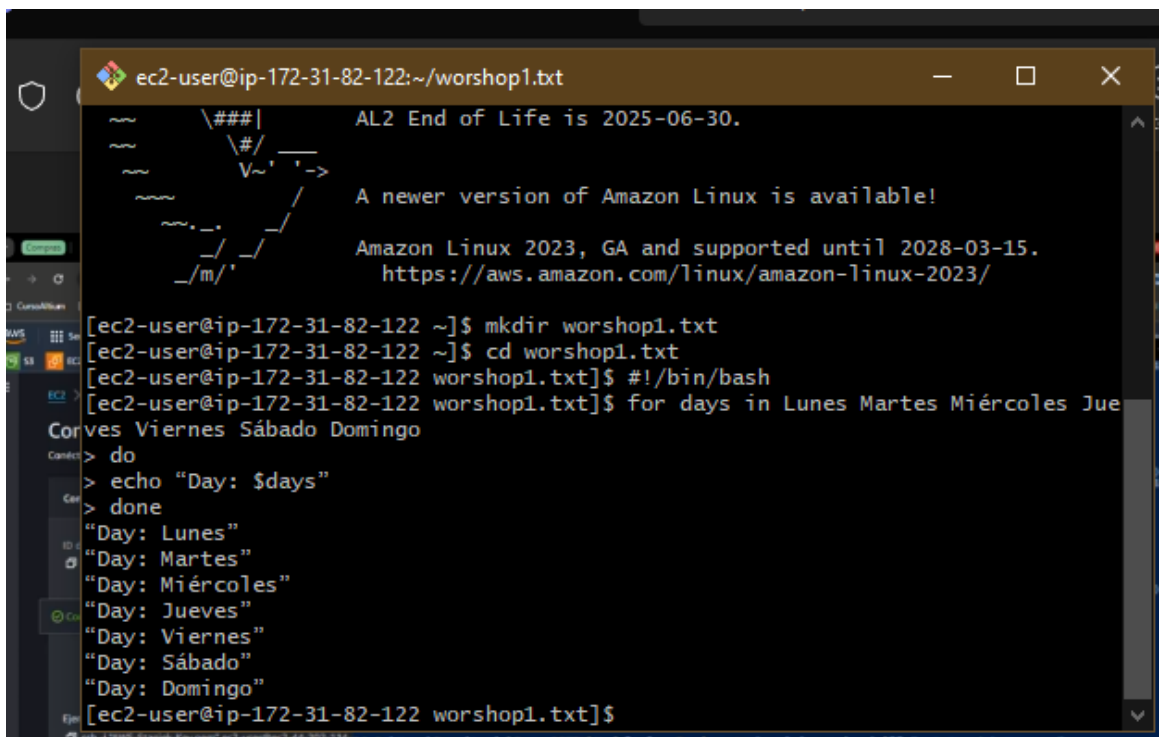 ec2-user@ip-172-31-82-122:~/worshop1.txt
~~ \###| AL2 End of Life is 2025-06-30.
~~ \#/ ___
~~ V~' '->
~~~ / A newer version of Amazon Linux is available!
~~._. _/
_/ _/ Amazon Linux 2023, GA and supported until 2028-03-15.
_/m/' https://aws.amazon.com/linux/amazon-linux-2023/
[ec2-user@ip-172-31-82-122 ~]$ mkdir worshop1.txt
[ec2-user@ip-172-31-82-122 ~]$ cd worshop1.txt
[ec2-user@ip-172-31-82-122 worshop1.txt]$ #!/bin/bash
[ec2-user@ip-172-31-82-122 worshop1.txt]$ for days in Lunes Martes Miércoles Jue
ves Viernes Sábado Domingo
> do
> echo “Day: $days”
> done
“Day: Lunes”
“Day: Martes”
“Day: Miércoles”
“Day: Jueves”
“Day: Viernes”
“Day: Sábado”
“Day: Domingo”
[ec2-user@ip-172-31-82-122 worshop1.txt]$
Compras
CursoAltium
aws
S3
EC2